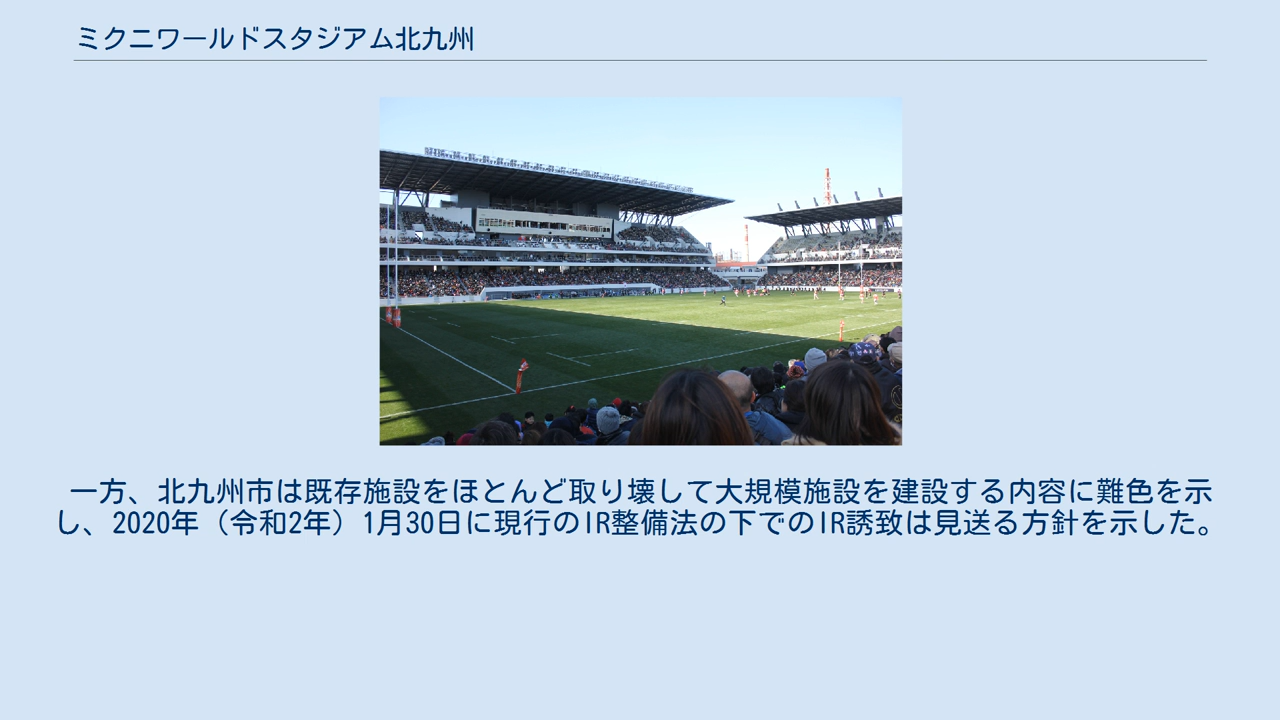 ミクニワールドスタジアム北九州
一方、北九州市は既存施設をほとんど取り壊して大規模施設を建設する内容に難色を示
し、2020年（令和2年）1月30日に現行のIR整備法の下でのIR誘致は見送る方針を示した。